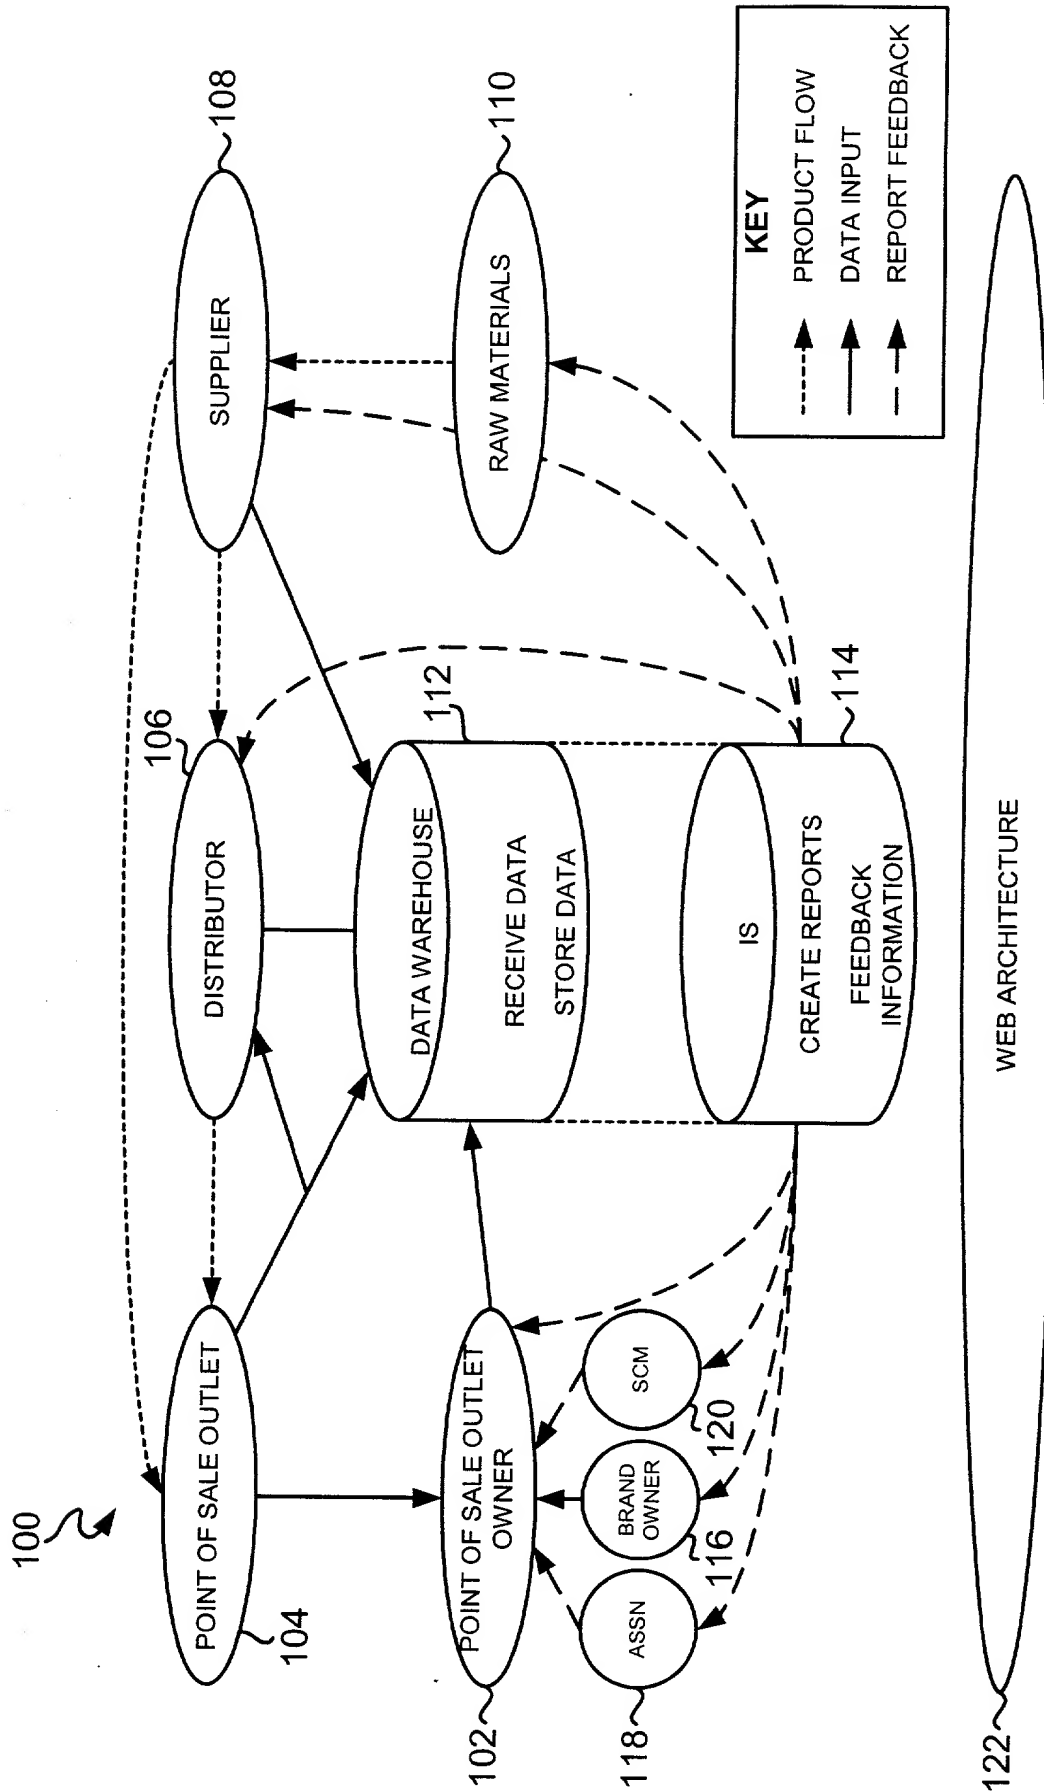 100
108
SUPPLIER
106
DISTRIBUTOR
POINT OF SALE OUTLET
104
110
RAW MATERIALS
112
DATA WAREHOUSE
RECEIVE DATA
STORE DATA
POINT OF SALE OUTLET
OWNER
102
SCM
120
BRAND
OWNER
116
ASSN
118
114
IS
CREATE REPORTS
FEEDBACK
INFORMATION
KEY
PRODUCT FLOW
DATA INPUT
REPORT FEEDBACK
WEB ARCHITECTURE
122